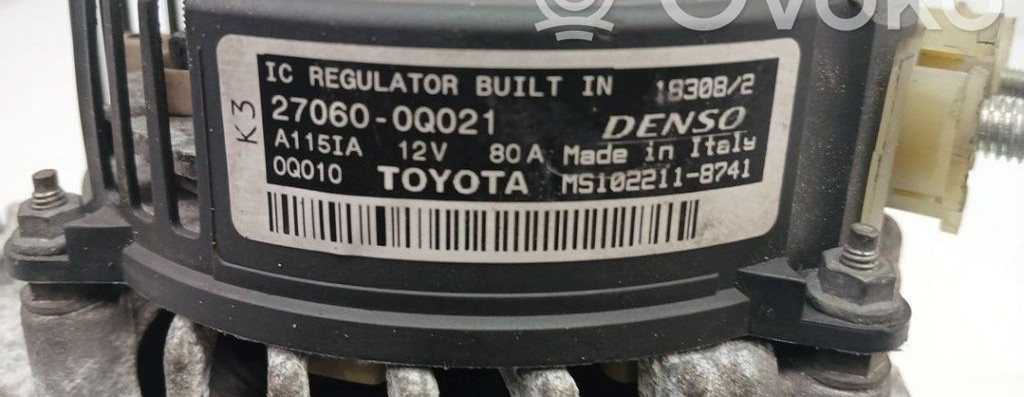 OVOKO
IC REGULATOR BUILT IN 18308/2
27060-0Q021 DENSO
A115IA 12V 80A Made in Italy
0Q010 TOYOTA MS102211-8741
K3